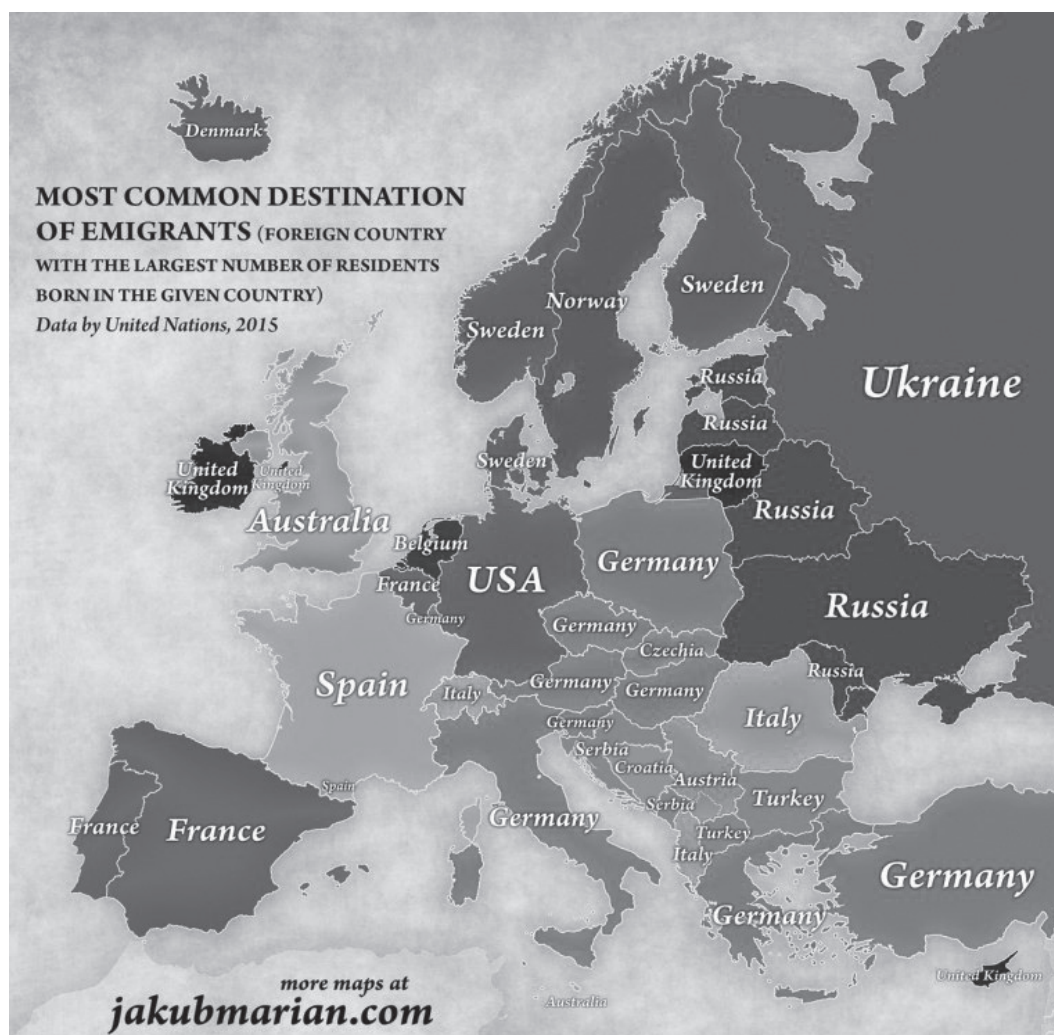 Denmark
MOST COMMON DESTINATION
OF EMIGRANTS (FOREIGN COUNTRY
WITH THE LARGEST NUMBER OF RESIDENTS
BORN IN THE GIVEN COUNTRY)
Data by United Nations, 2015
Norway
Sweden
Sweden
Ukraine
Russia
Russia
United
Kingdom
Sweden
United
Kingdom
United
Kingdom
Russia
Australia
Belgium
Germany
USA
France
Germany
Russia
Germany
Czechia
Russia
Spain
Italy
Germany
Germany
Italy
Germany
Serbia
Croatia
Austria
Spain
Serbia
Turkey
France
France
Germany
Turkey
Italy
Germany
Germany
United Kingdom
more maps at
jakubmarian.com
Australia